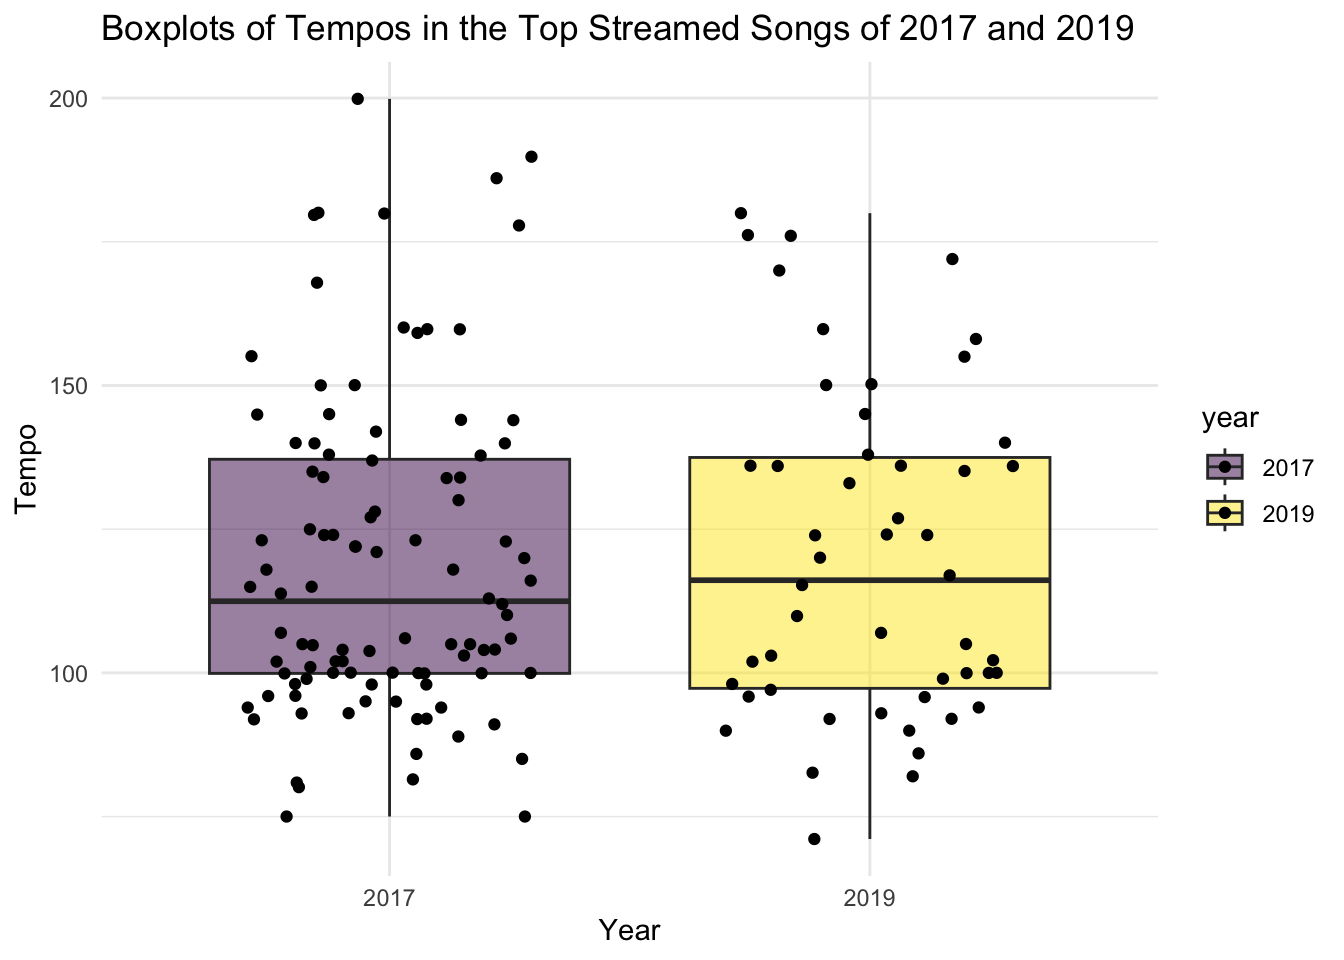 Boxplots of Tempos in the Top Streamed Songs of 2017 and 2019
200
150
100
Tempo
2017
2019
Year
year
2017
2019